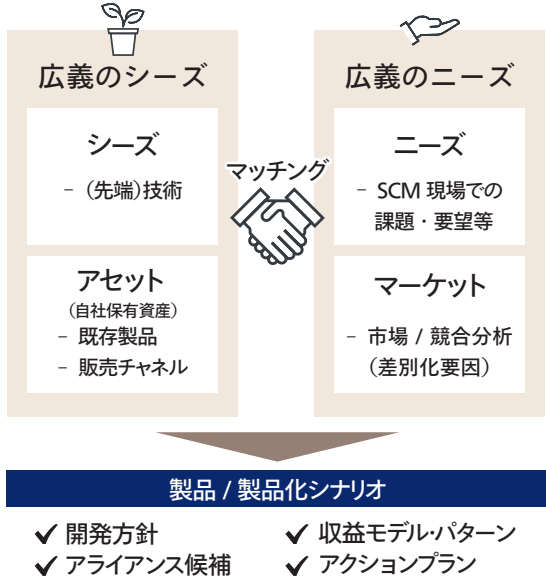 広義のシーズ
シーズ
– (先端)技術
アセット
(自社保有資産)
– 既存製品
– 販売チャネル
マッチング
広義のニーズ
ニーズ
– SCM 現場での
課題・要望等
マーケット
– 市場 / 競合分析
(差別化要因)
製品 / 製品化シナリオ
✓ 開発方針
✓ アライアンス候補
✓ 収益モデル・パターン
✓ アクションプラン